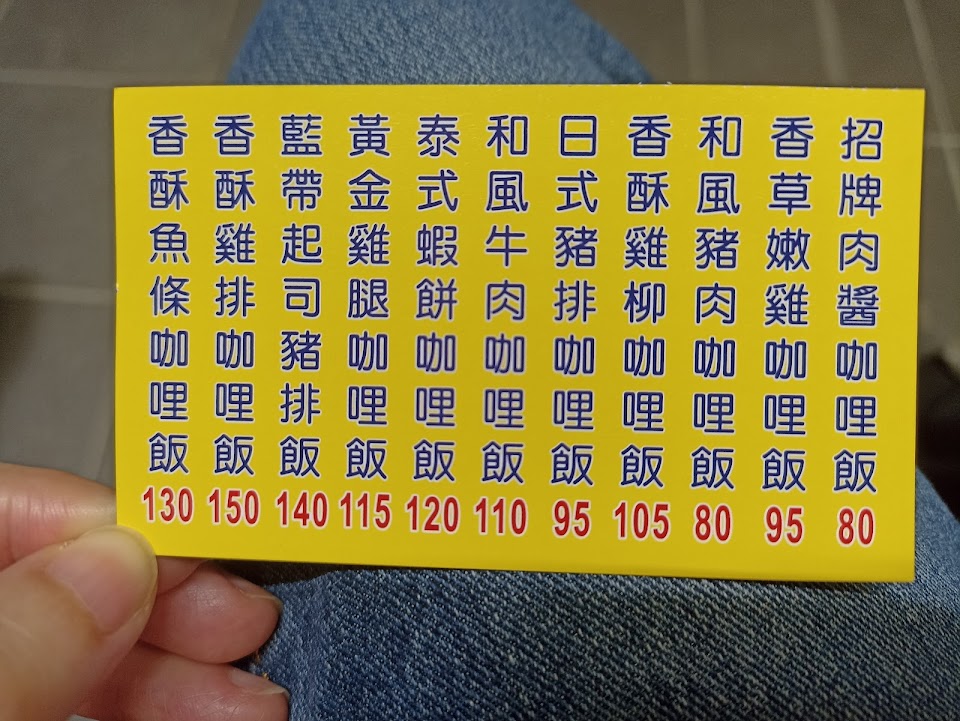 招牌肉醬咖哩飯 80
香草嫩雞咖哩飯 95
和風豬肉咖哩飯 80
香酥雞柳咖哩飯 105
日式豬排咖哩飯 95
和風牛肉咖哩飯 110
泰式蝦餅咖哩飯 120
黃金雞腿咖哩飯 115
藍帶起司豬排飯 140
香酥雞排咖哩飯 150
香酥魚條咖哩飯 130